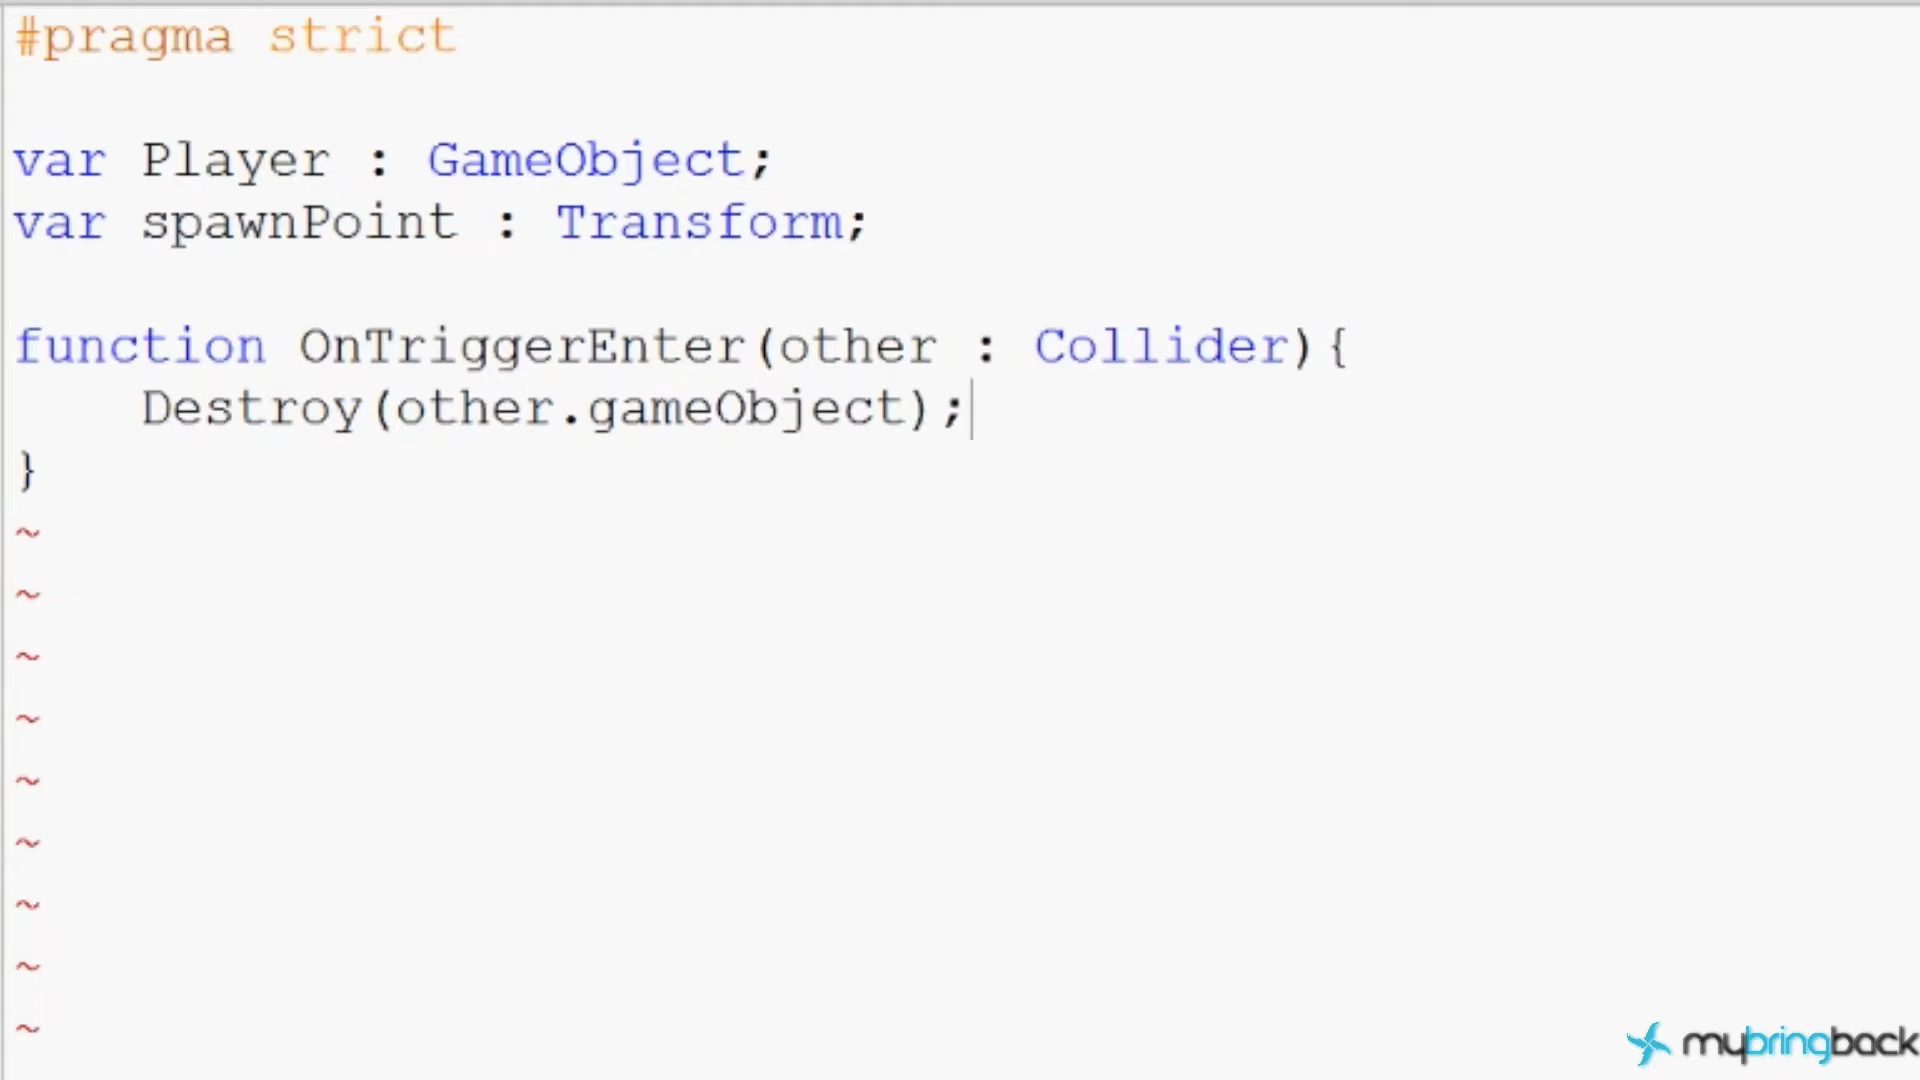 #pragma strict
var Player : GameObject;
var spawnPoint : Transform;
function OnTriggerEnter(other : Collider){
    Destroy(other.gameObject);
}
~
~
~
~
~
~
~
~
~
mybringback